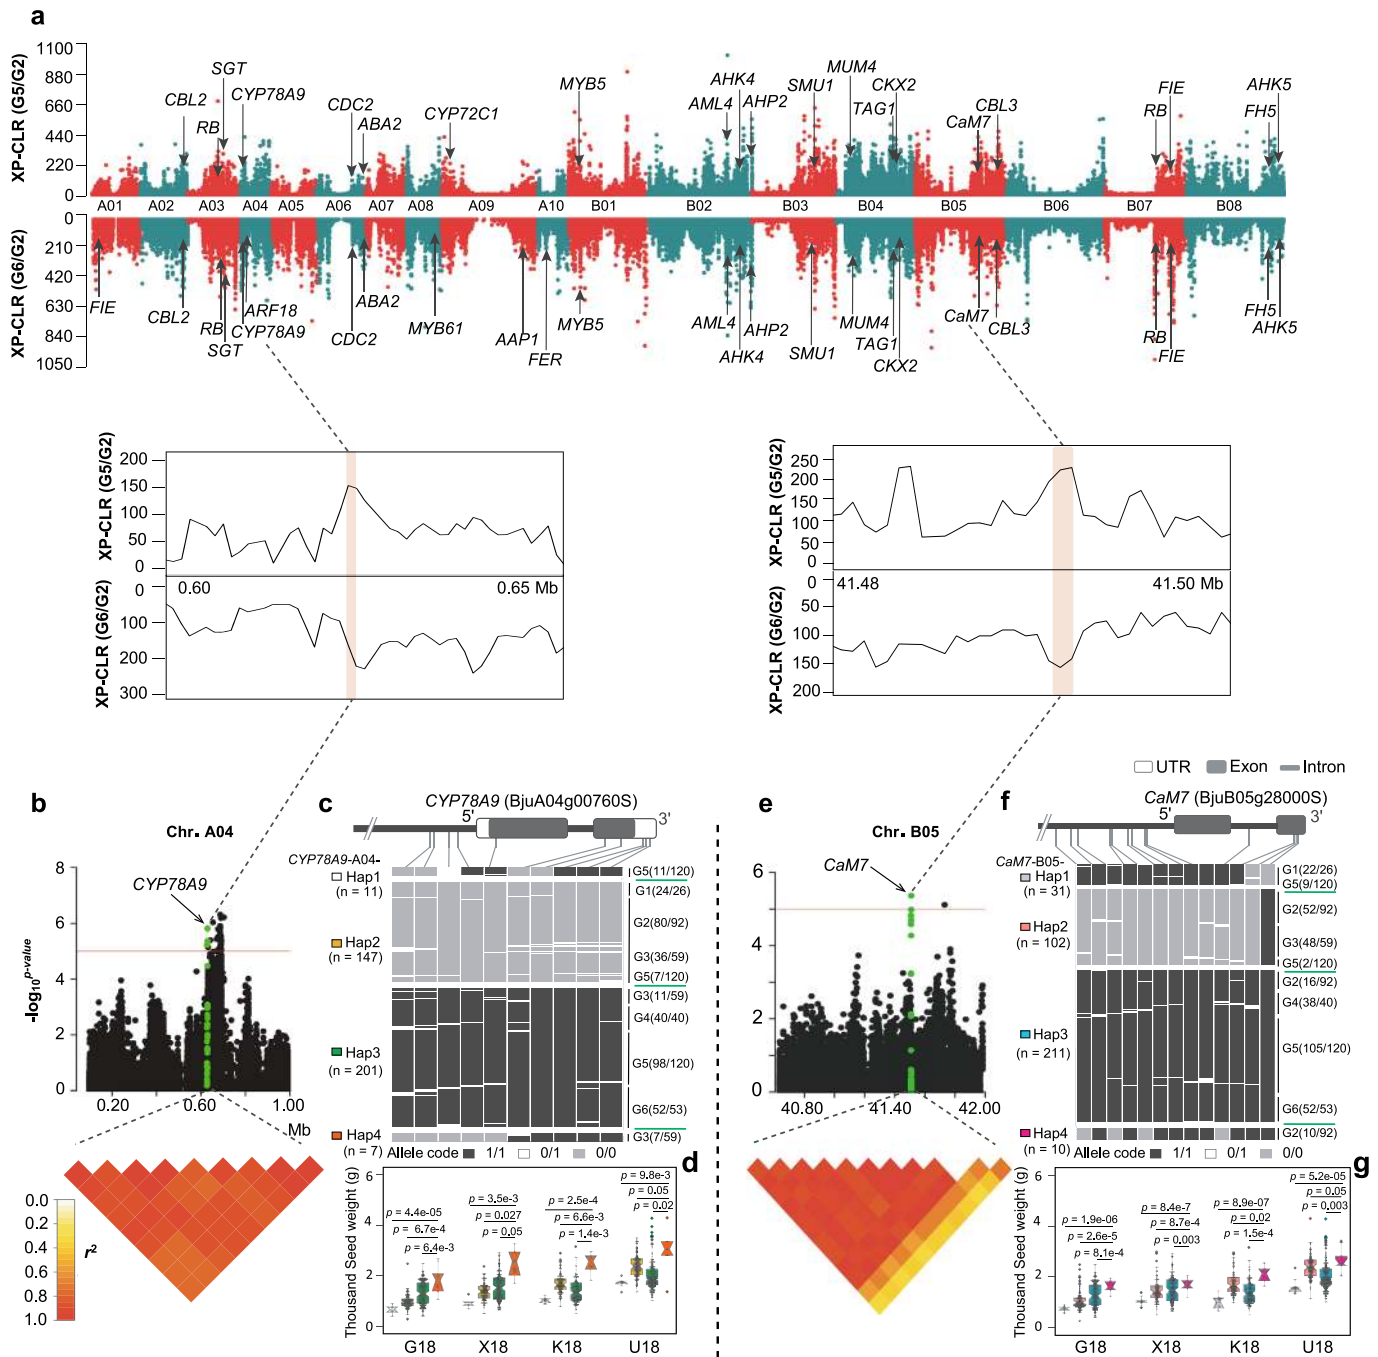 a
XP-CLR (G5/G2)
1100
880
660
440
220
0
CBL2
RB
SGT
CYP78A9
CDC2
ABA2
CYP72C1
MYB5
AML4
AHK4
AHP2
SMU1
MUM4
TAG1
CKX2
CaM7
CBL3
RB
FIE
FH5
AHK5
A01 A02 A03 A04 A05 A06 A07 A08 A09 A10 B01 B02 B03 B04 B05 B06 B07 B08
XP-CLR (G6/G2)
0
210
420
630
840
1050
FIE
CBL2
RB
SGT
ARF18
CYP78A9
CDC2
ABA2
MYB61
AAP1
FER
MYB5
AML4
AHK4
AHP2
SMU1
MUM4
TAG1
CKX2
CaM7
CBL3
RB
FIE
FH5
AHK5
XP-CLR (G5/G2)
200
150
100
50
0
0.60 0.65 Mb
XP-CLR (G6/G2)
0
100
200
300
XP-CLR (G5/G2)
250
200
150
100
50
0
41.48 41.50 Mb
XP-CLR (G6/G2)
0
50
100
150
200
UTR Exon Intron
b
Chr. A04
CYP78A9
-log10 p-value
8
6
4
2
0
0.20 0.60 1.00
Mb
0.0
0.2
0.4
0.6
0.8
1.0
r2
c
CYP78A9 (BjuA04g00760S)
5' 3'
CYP78A9-A04-
Hap1
(n = 11)
Hap2
(n = 147)
Hap3
(n = 201)
Hap4
(n = 7)
G5(11/120)
G1(24/26)
G2(80/92)
G3(36/59)
G5(7/120)
G3(11/59)
G4(40/40)
G5(98/120)
G6(52/53)
G3(7/59)
Allele code 1/1 0/1 0/0
d
Thousand Seed weight (g)
6
4
2
0
p = 4.4e-05
p = 6.7e-4
p = 6.4e-3
p = 3.5e-3
p = 0.027
p = 0.05
p = 2.5e-4
p = 6.6e-3
p = 1.4e-3
p = 9.8e-3
p = 0.05
p = 0.02
G18 X18 K18 U18
e
Chr. B05
CaM7
6
4
2
0
40.80 41.40 42.00
f
CaM7 (BjuB05g28000S)
5' 3'
CaM7-B05-
Hap1
(n = 31)
Hap2
(n = 102)
Hap3
(n = 211)
Hap4
(n = 10)
G1(22/26)
G5(9/120)
G2(52/92)
G3(48/59)
G5(2/120)
G2(16/92)
G4(38/40)
G5(105/120)
G6(52/53)
G2(10/92)
Allele code 1/1 0/1 0/0
g
Thousand Seed weight (g)
6
4
2
0
p = 1.9e-06
p = 2.6e-5
p = 8.1e-4
p = 8.4e-7
p = 8.7e-4
p = 0.003
p = 8.9e-07
p = 0.02
p = 1.5e-4
p = 5.2e-05
p = 0.05
p = 0.003
G18 X18 K18 U18